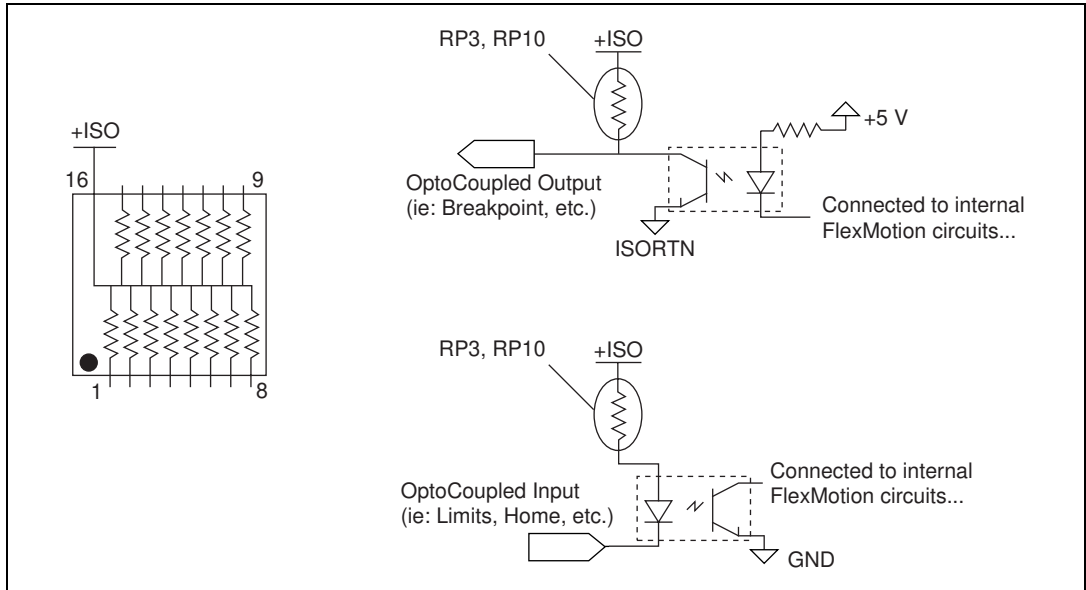 +ISO
16
9
1
8
RP3, RP10
+ISO
+5 V
OptoCoupled Output
(ie: Breakpoint, etc.)
ISORTN
Connected to internal
FlexMotion circuits...
RP3, RP10
+ISO
OptoCoupled Input
(ie: Limits, Home, etc.)
Connected to internal
FlexMotion circuits...
GND